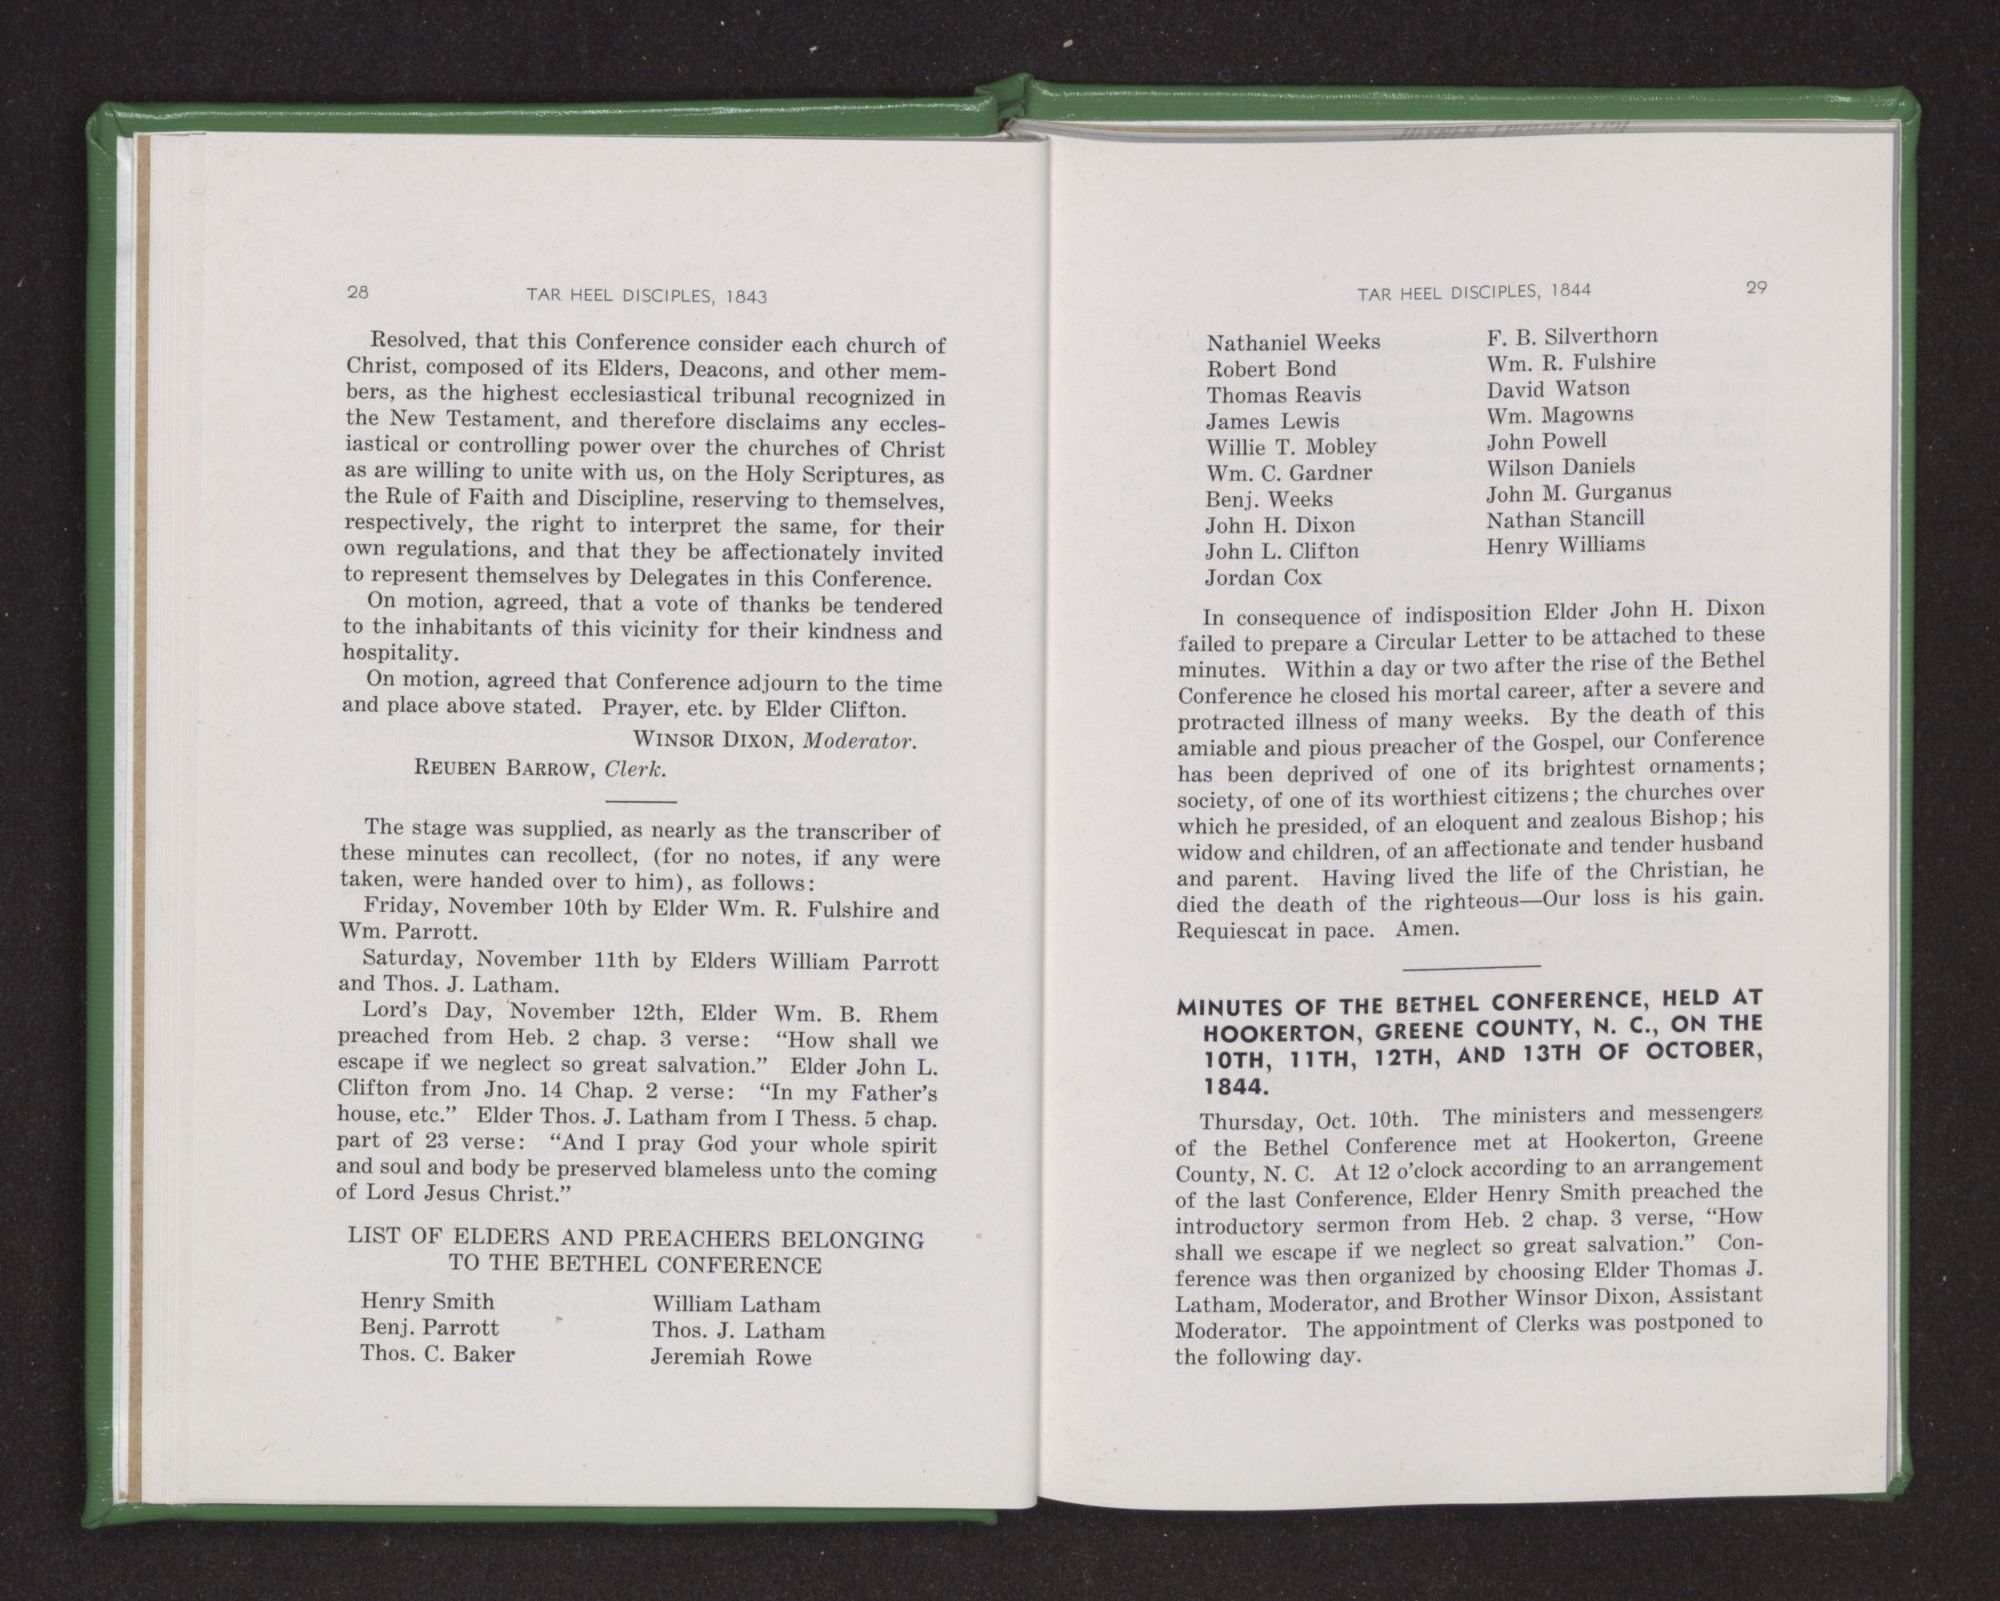 28
TAR HEEL DISCIPLES, 1843
Resolved, that this Conference consider each church of
Christ, composed of its Elders, Deacons, and other mem-
bers, as the highest ecclesiastical tribunal recognized in
the New Testament, and therefore disclaims any eccles-
iastical or controlling power over the churches of Christ
as are willing to unite with us, on the Holy Scriptures, as
the Rule of Faith and Discipline, reserving to themselves,
respectively, the right to interpret the same, for their
own regulations, and that they be affectionately invited
to represent themselves by Delegates in this Conference.
On motion, agreed, that a vote of thanks be tendered
to the inhabitants of this vicinity for their kindness and
hospitality.
On motion, agreed that Conference adjourn to the time
and place above stated. Prayer, etc. by Elder Clifton.
WINSOR DIXON, Moderator.
REUBEN BARROW, Clerk.
The stage was supplied, as nearly as the transcriber of
these minutes can recollect, (for no notes, if any were
taken, were handed over to him), as follows:
Friday, November 10th by Elder Wm. R. Fulshire and
Wm. Parrott.
Saturday, November 11th by Elders William Parrott
and Thos. J. Latham.
Lord's Day, November 12th, Elder Wm. B. Rhem
preached from Heb. 2 chap. 3 verse: “How shall we
escape if we neglect so great salvation.” Elder John L.
Clifton from Jno. 14 Chap. 2 verse: “In my Father's
house, etc.” Elder Thos. J. Latham from I Thess. 5 chap.
part of 23 verse: “And I pray God your whole spirit
and soul and body be preserved blameless unto the coming
of Lord Jesus Christ.”
LIST OF ELDERS AND PREACHERS BELONGING
TO THE BETHEL CONFERENCE
Henry Smith
Benj. Parrott
Thos. C. Baker
William Latham
Thos. J. Latham
Jeremiah Rowe
TAR HEEL DISCIPLES, 1844
29
Nathaniel Weeks
Robert Bond
Thomas Reavis
James Lewis
Willie T. Mobley
Wm. C. Gardner
Benj. Weeks
John H. Dixon
John L. Clifton
Jordan Cox
F. B. Silverthorn
Wm. R. Fulshire
David Watson
Wm. Magowns
John Powell
Wilson Daniels
John M. Gurganus
Nathan Stancill
Henry Williams
In consequence of indisposition Elder John H. Dixon
failed to prepare a Circular Letter to be attached to these
minutes. Within a day or two after the rise of the Bethel
Conference he closed his mortal career, after a severe and
protracted illness of many weeks. By the death of this
amiable and pious preacher of the Gospel, our Conference
has been deprived of one of its brightest ornaments;
society, of one of its worthiest citizens; the churches over
which he presided, of an eloquent and zealous Bishop; his
widow and children, of an affectionate and tender husband
and parent. Having lived the life of the Christian, he
died the death of the righteous—Our loss is his gain.
Requiescat in pace. Amen.
MINUTES OF THE BETHEL CONFERENCE, HELD AT
HOOKERTON, GREENE COUNTY, N. C., ON THE
10TH, 11TH, 12TH, AND 13TH OF OCTOBER,
1844.
Thursday, Oct. 10th. The ministers and messengers
of the Bethel Conference met at Hookerton, Greene
County, N. C. At 12 o'clock according to an arrangement
of the last Conference, Elder Henry Smith preached the
introductory sermon from Heb. 2 chap. 3 verse, “How
shall we escape if we neglect so great salvation.” Con-
ference was then organized by choosing Elder Thomas J.
Latham, Moderator, and Brother Winsor Dixon, Assistant
Moderator. The appointment of Clerks was postponed to
the following day.